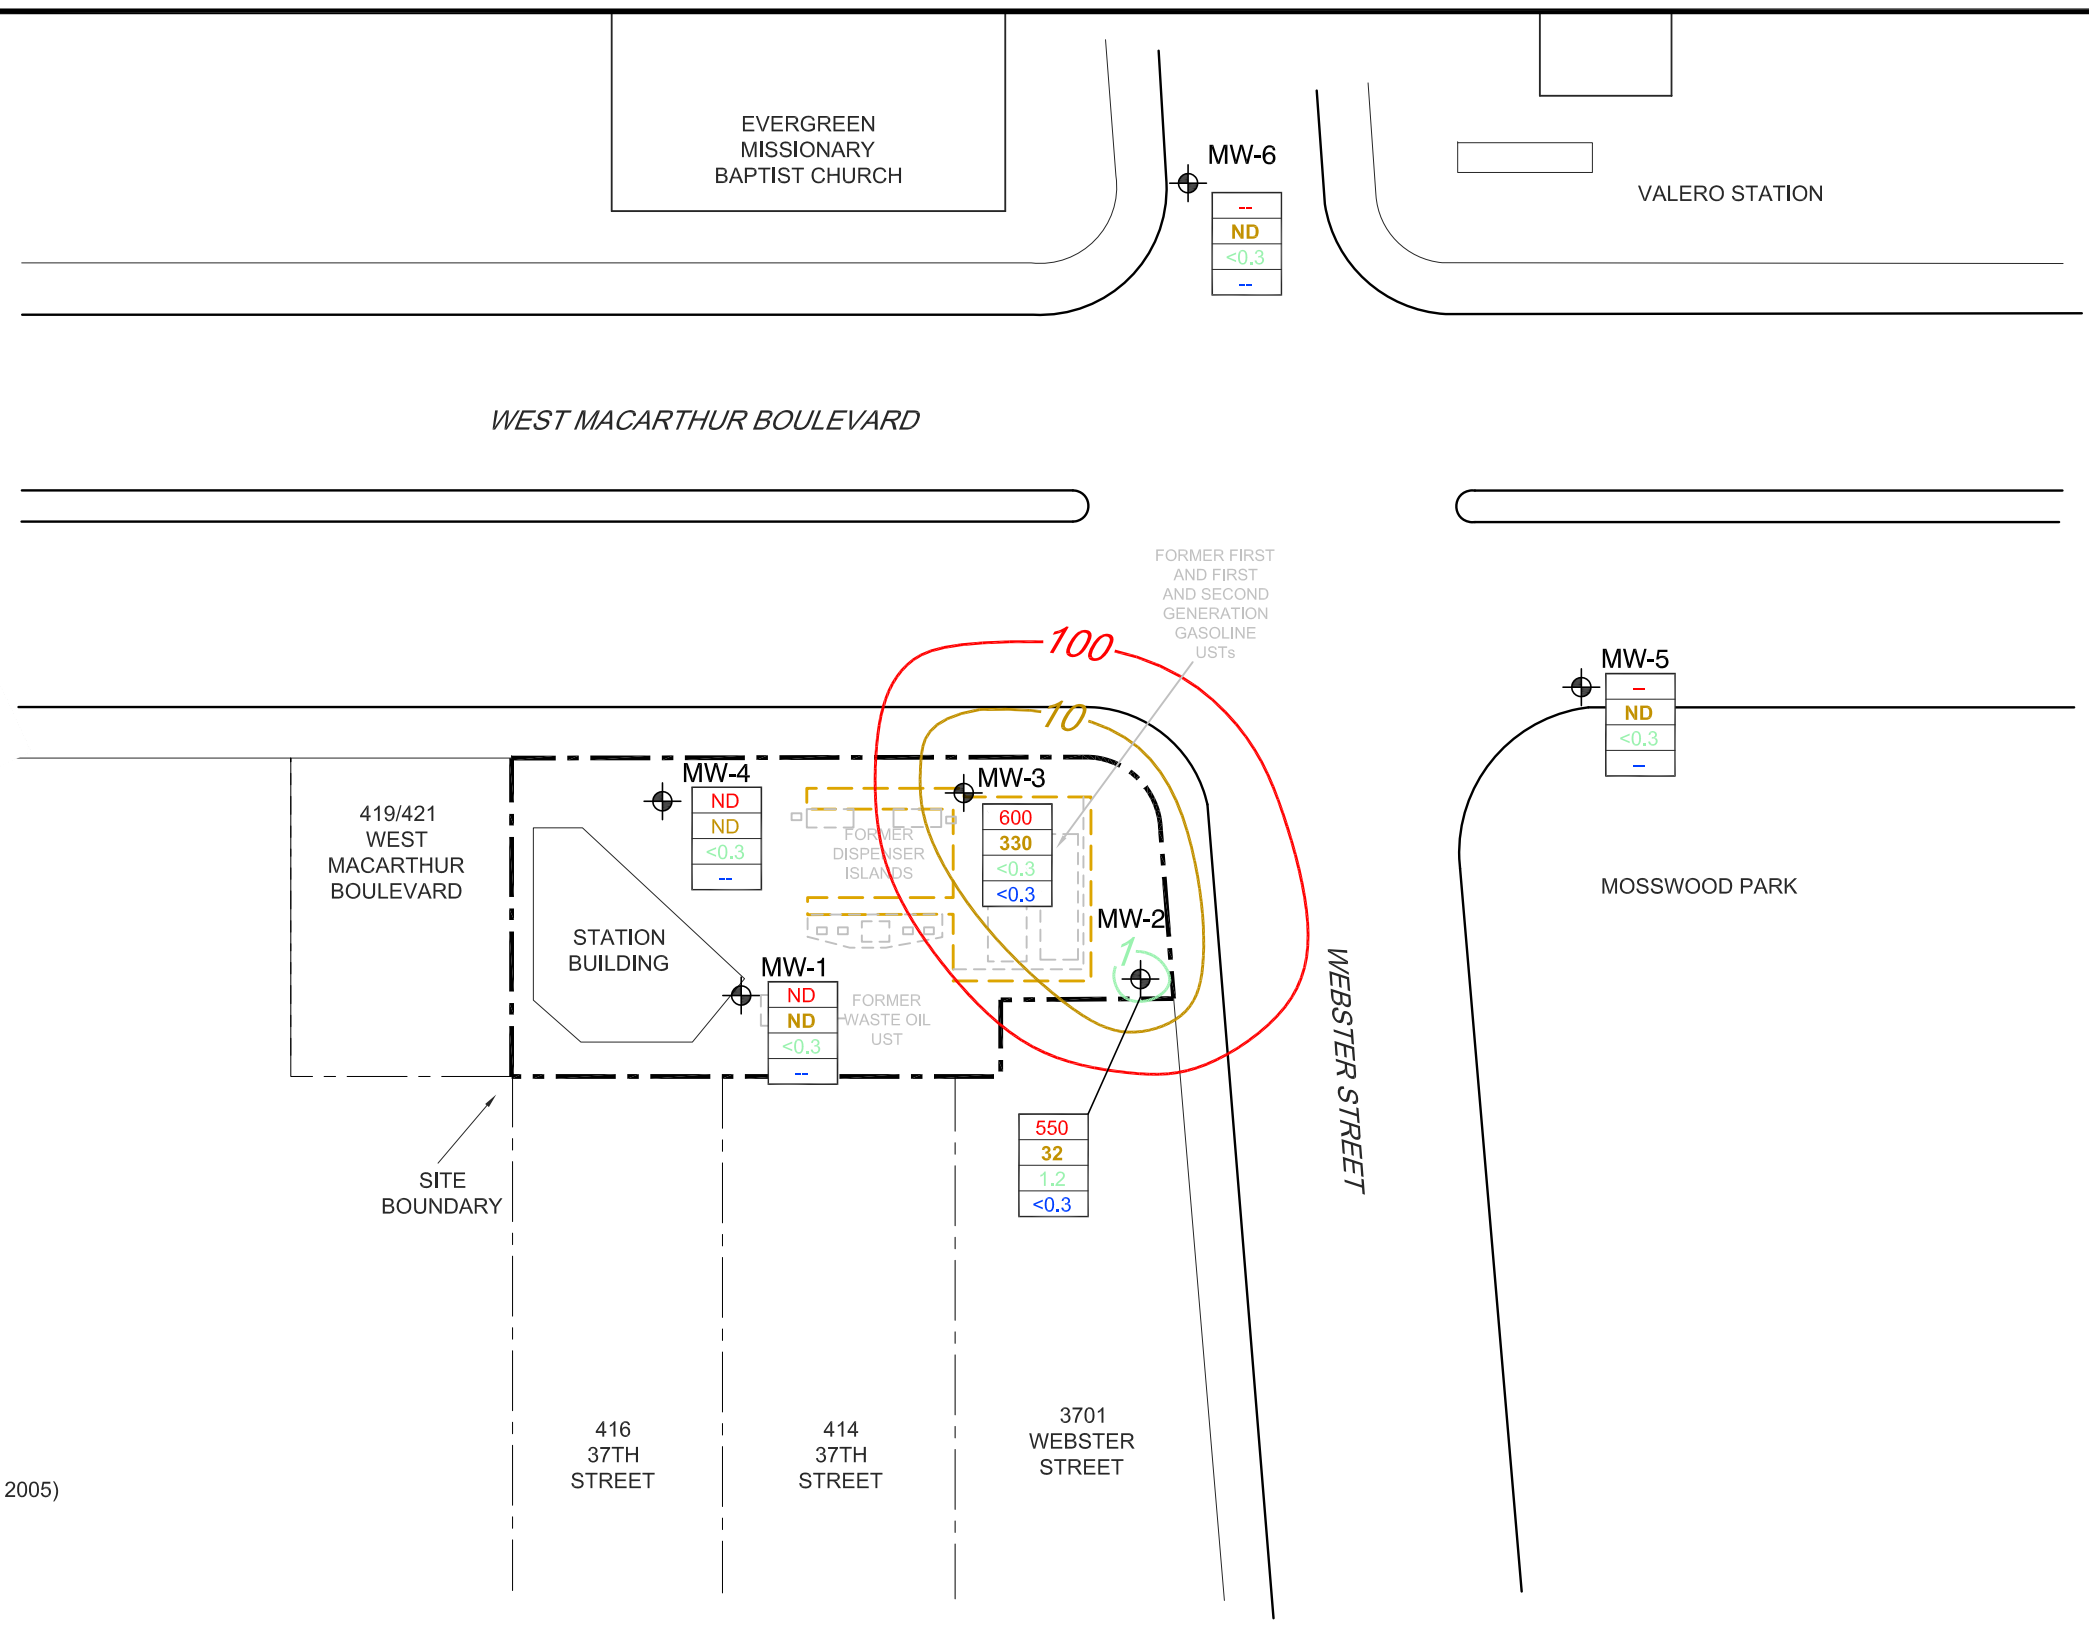 EVERGREEN
MISSIONARY
BAPTIST CHURCH
MW-6
--
ND
<0.3
--
VALERO STATION
WEST MACARTHUR BOULEVARD
FORMER FIRST
AND FIRST
AND SECOND
GENERATION
GASOLINE
USTs
100
10
MW-5
–
ND
<0.3
–
MW-4
ND
ND
<0.3
--
MW-3
600
330
<0.3
<0.3
419/421
WEST
MACARTHUR
BOULEVARD
FORMER
DISPENSER
ISLANDS
MOSSWOOD PARK
STATION
BUILDING
MW-2
1
MW-1
ND
ND
<0.3
--
FORMER
WASTE OIL
UST
WEBSTER STREET
550
32
1.2
<0.3
SITE
BOUNDARY
416
37TH
STREET
414
37TH
STREET
3701
WEBSTER
STREET
2005)